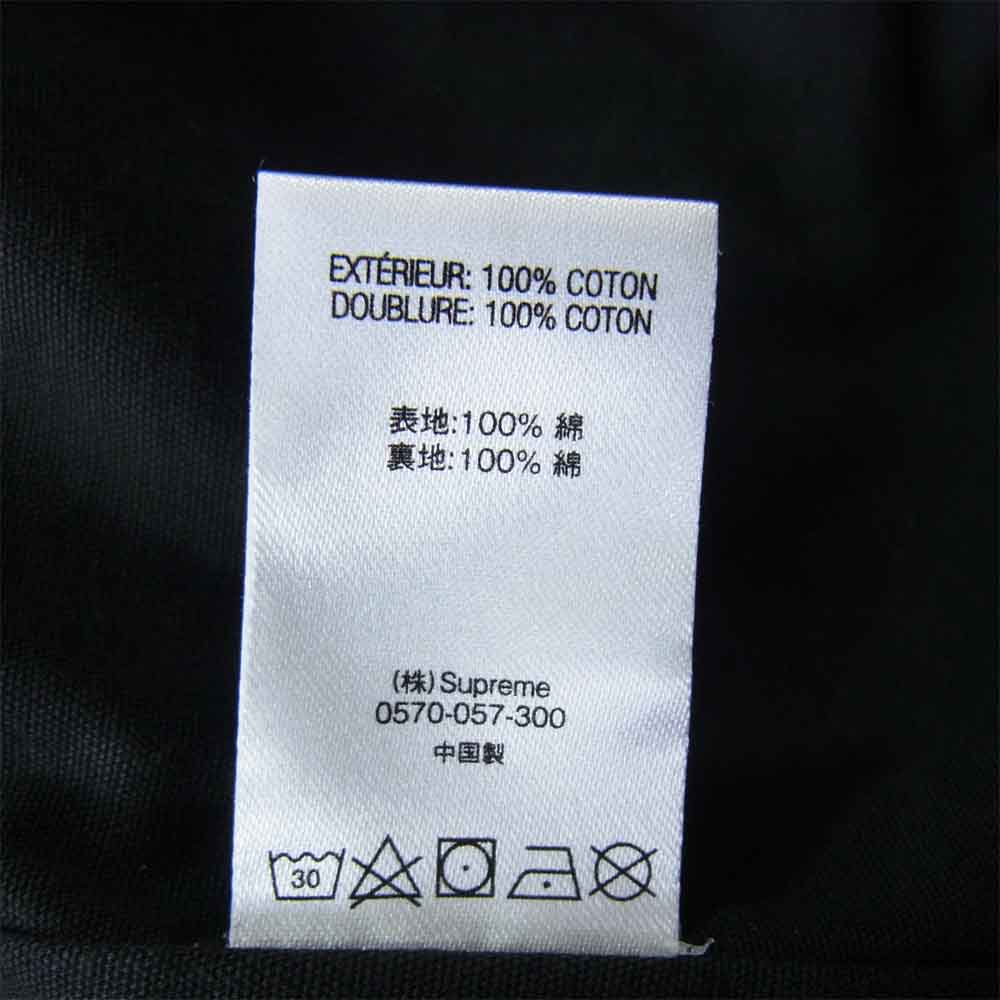 EXTÉRIEUR: 100% COTON
DOUBLURE: 100% COTON
表地:100% 綿
裏地:100% 綿
(株)Supreme
0570-057-300
中国製
30